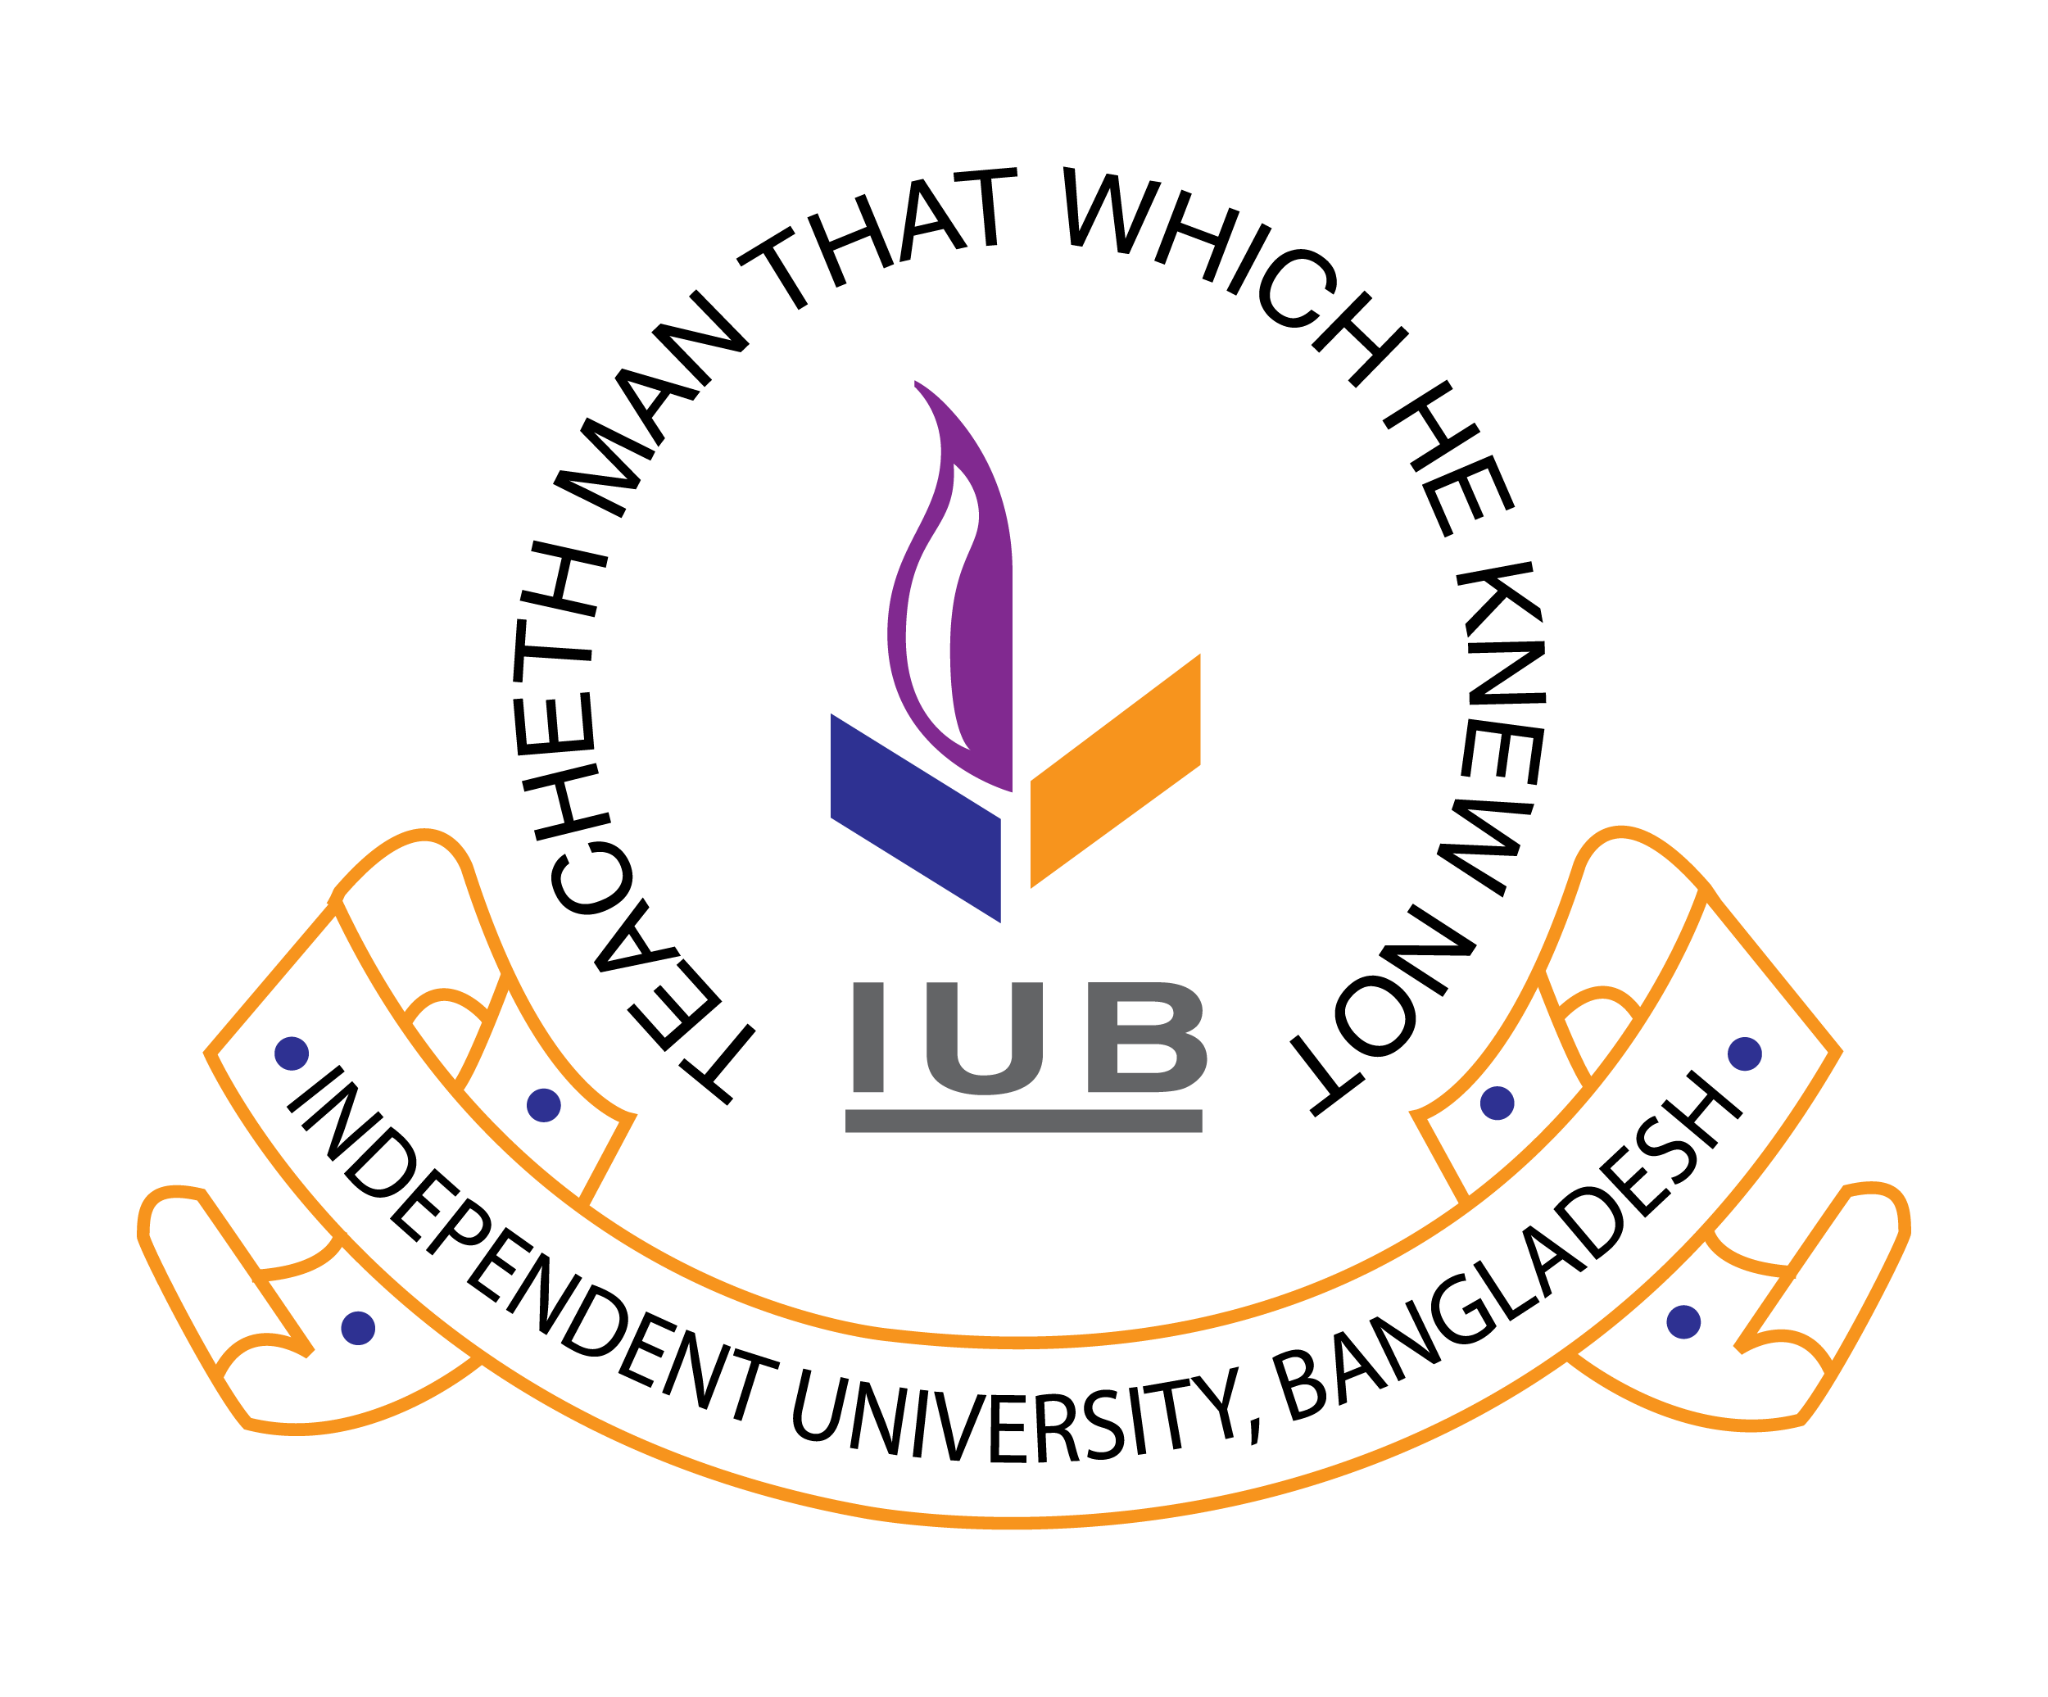 TEACHETH MAN THAT WHICH HE KNEW NOT
IUB
INDEPENDENT UNIVERSITY, BANGLADESH